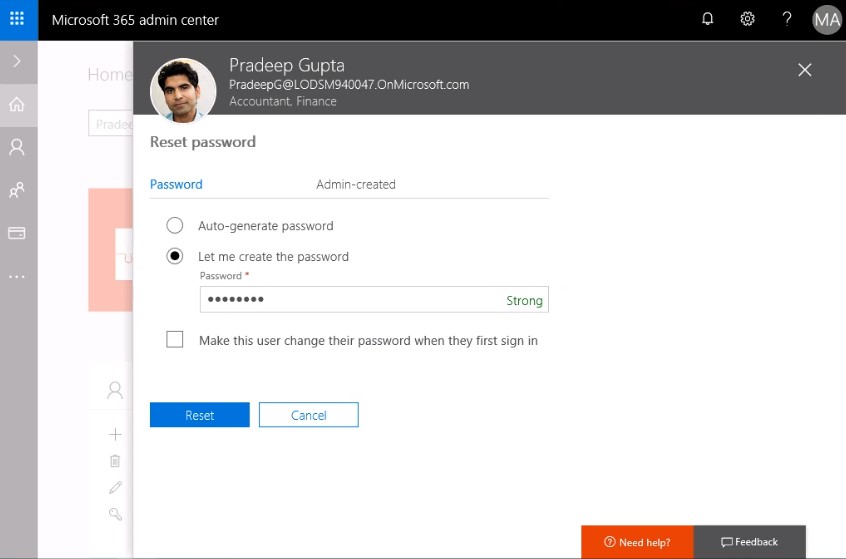 Microsoft 365 admin center
?
MA
Home
Pradeep Gupta
PradeepG@LODSM940047.OnMicrosoft.com
Accountant, Finance
Pradee
Reset password
Password
Admin-created
Auto-generate password
Let me create the password
Password *
●●●●●●●●
Strong
Make this user change their password when they first sign in
Reset
Cancel
Need help?
Feedback